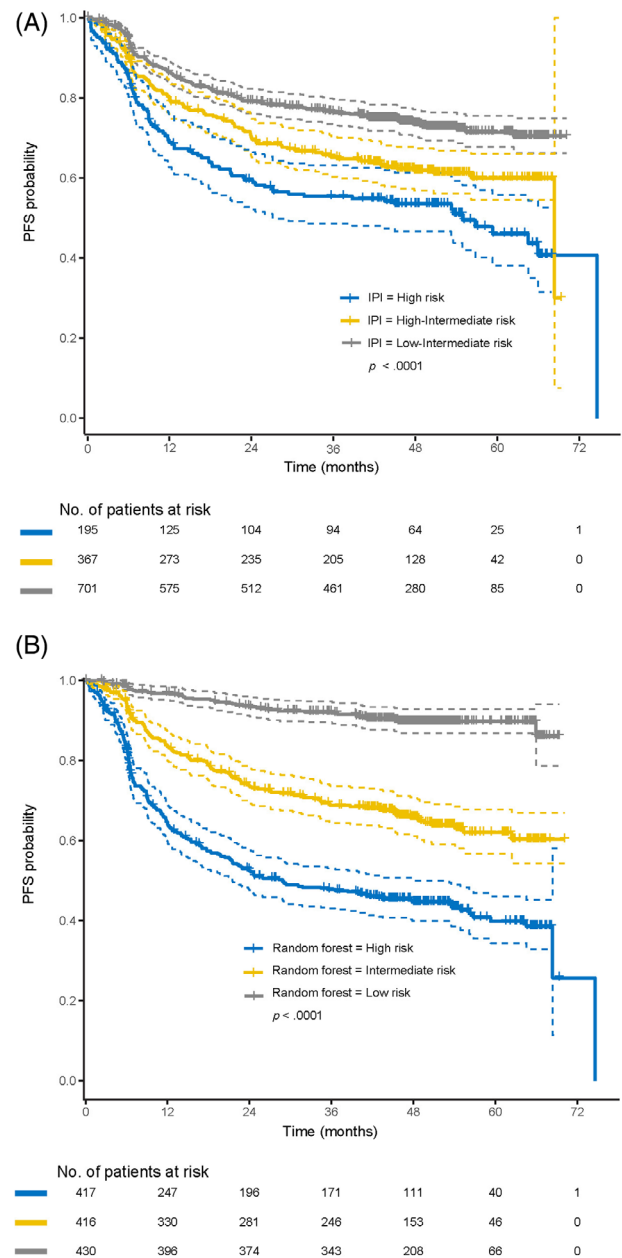 (A)
1.0
0.8
0.6
0.4
0.2
0.0
PFS probability
IPI = High risk
IPI = High-Intermediate risk
IPI = Low-Intermediate risk
p < .0001
0 12 24 36 48 60 72
Time (months)
No. of patients at risk
195 125 104 94 64 25 1
367 273 235 205 128 42 0
701 575 512 461 280 85 0
(B)
1.0
0.8
0.6
0.4
0.2
0.0
PFS probability
Random forest = High risk
Random forest = Intermediate risk
Random forest = Low risk
p < .0001
0 12 24 36 48 60 72
Time (months)
No. of patients at risk
417 247 196 171 111 40 1
416 330 281 246 153 46 0
430 396 374 343 208 66 0